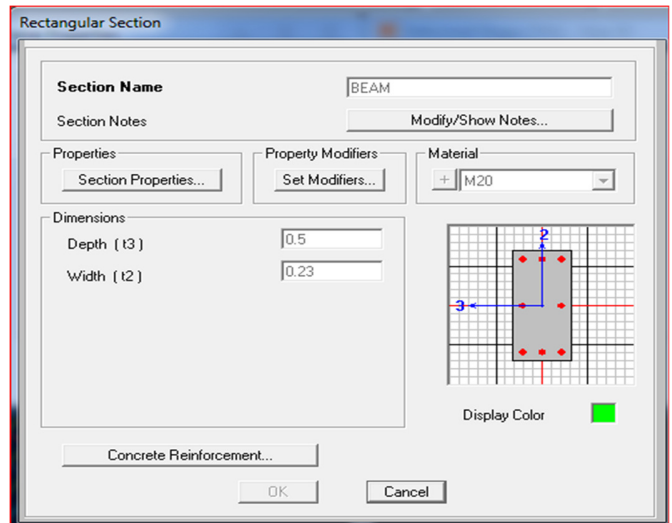 Rectangular Section
Section Name BEAM
Section Notes Modify/Show Notes...
Properties Property Modifiers Material
Section Properties... Set Modifiers... + M20
Dimensions
Depth ( t3 ) 0.5
Width ( t2 ) 0.23
2
3
Display Color
Concrete Reinforcement...
OK Cancel